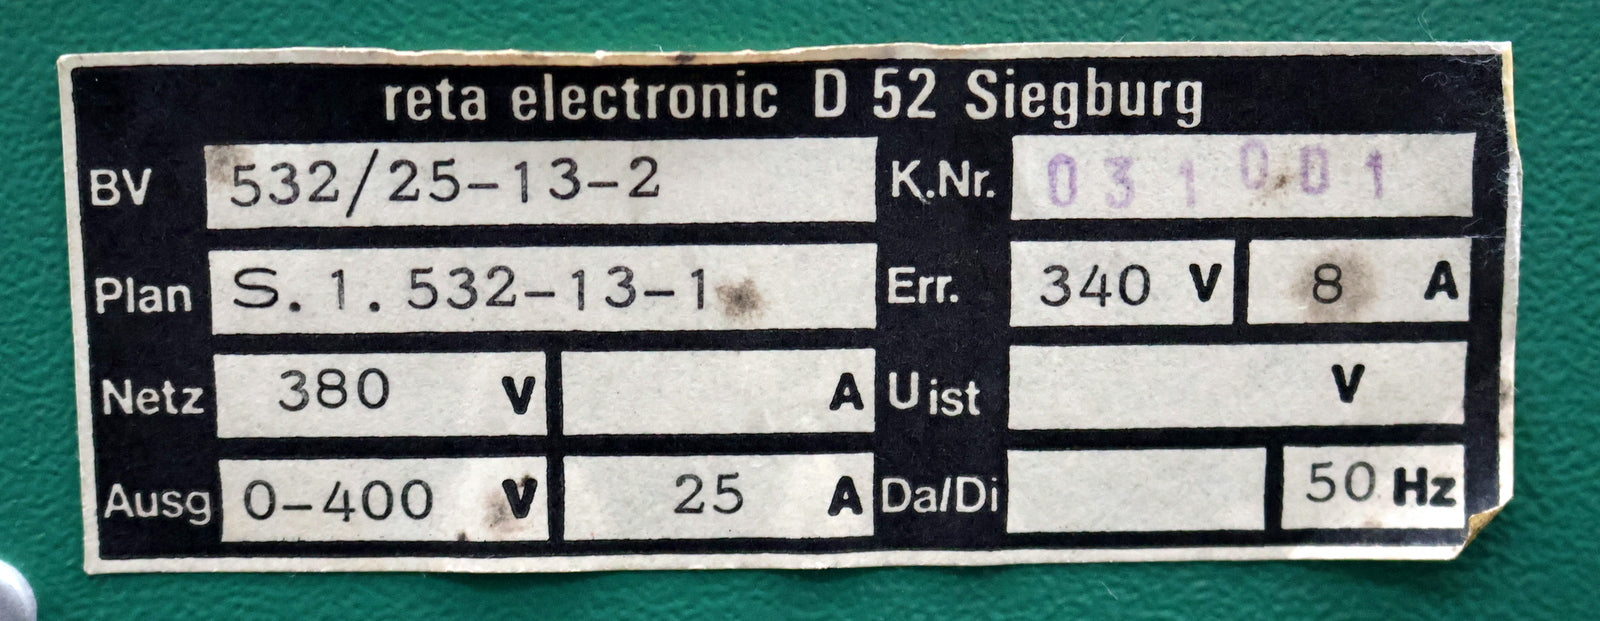 reta electronic D 52 Siegburg
BV 532/25-13-2 K.Nr. 031001
Plan S.1.532-13-1 Err. 340 V 8 A
Netz 380 V A Uist V
Ausg 0-400 V 25 A Da/Di 50 Hz